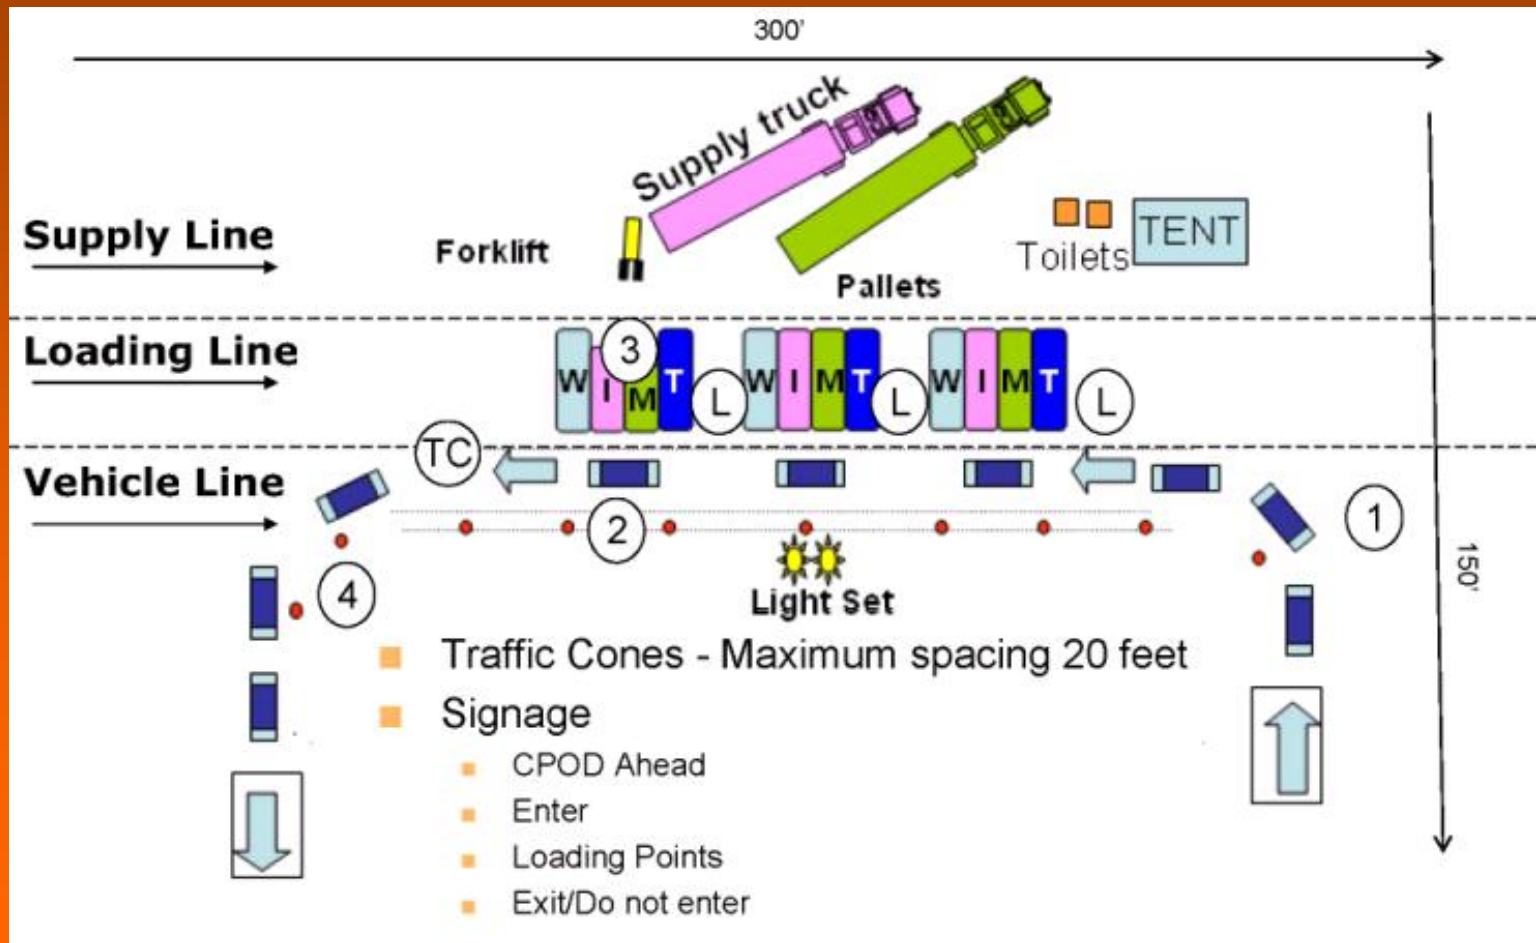 300'
Supply truck
Supply Line
Forklift
Toilets
TENT
Pallets
Loading Line
W I 3 M T L W I M T L W I M T L
TC
Vehicle Line
1
2
4
150'
Light Set
Traffic Cones - Maximum spacing 20 feet
Signage
CPOD Ahead
Enter
Loading Points
Exit/Do not enter